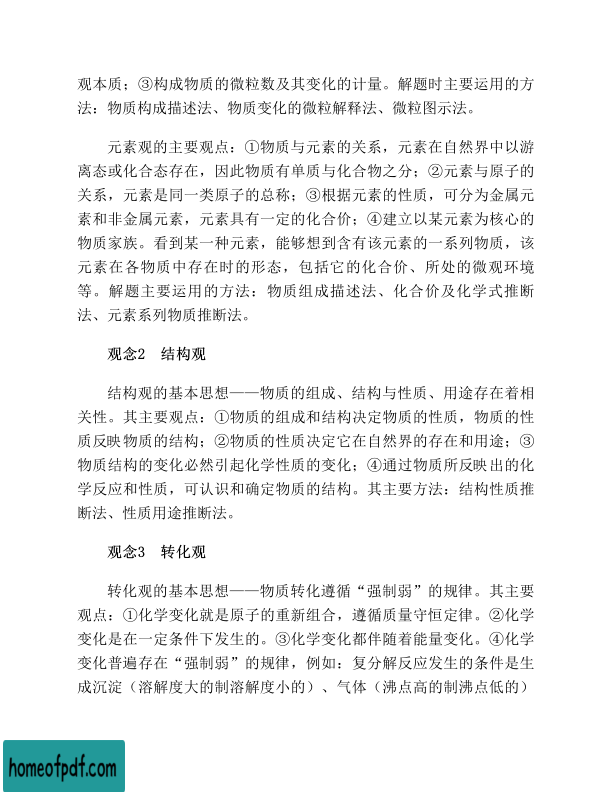 观本质；③构成物质的微粒数及其变化的计量。解题时主要运用的方
法：物质构成描述法、物质变化的微粒解释法、微粒图示法。
元素观的主要观点：①物质与元素的关系，元素在自然界中以游
离态或化合态存在，因此物质有单质与化合物之分；②元素与原子的
关系，元素是同一类原子的总称；③根据元素的性质，可分为金属元
素和非金属元素，元素具有一定的化合价；④建立以某元素为核心的
物质家族。看到某一种元素，能够想到含有该元素的一系列物质，该
元素在各物质中存在时的形态，包括它的化合价、所处的微观环境
等。解题主要运用的方法：物质组成描述法、化合价及化学式推断
法、元素系列物质推断法。
观念2　结构观
结构观的基本思想——物质的组成、结构与性质、用途存在着相
关性。其主要观点：①物质的组成和结构决定物质的性质，物质的性
质反映物质的结构；②物质的性质决定它在自然界的存在和用途；③
物质结构的变化必然引起化学性质的变化；④通过物质所反映出的化
学反应和性质，可认识和确定物质的结构。其主要方法：结构性质推
断法、性质用途推断法。
观念3　转化观
转化观的基本思想——物质转化遵循“强制弱”的规律。其主要
观点：①化学变化就是原子的重新组合，遵循质量守恒定律。②化学
变化是在一定条件下发生的。③化学变化都伴随着能量变化。④化学
变化普遍存在“强制弱”的规律，例如：复分解反应发生的条件是生
成沉淀（溶解度大的制溶解度小的）、气体（沸点高的制沸点低的）
homeofpdf.com